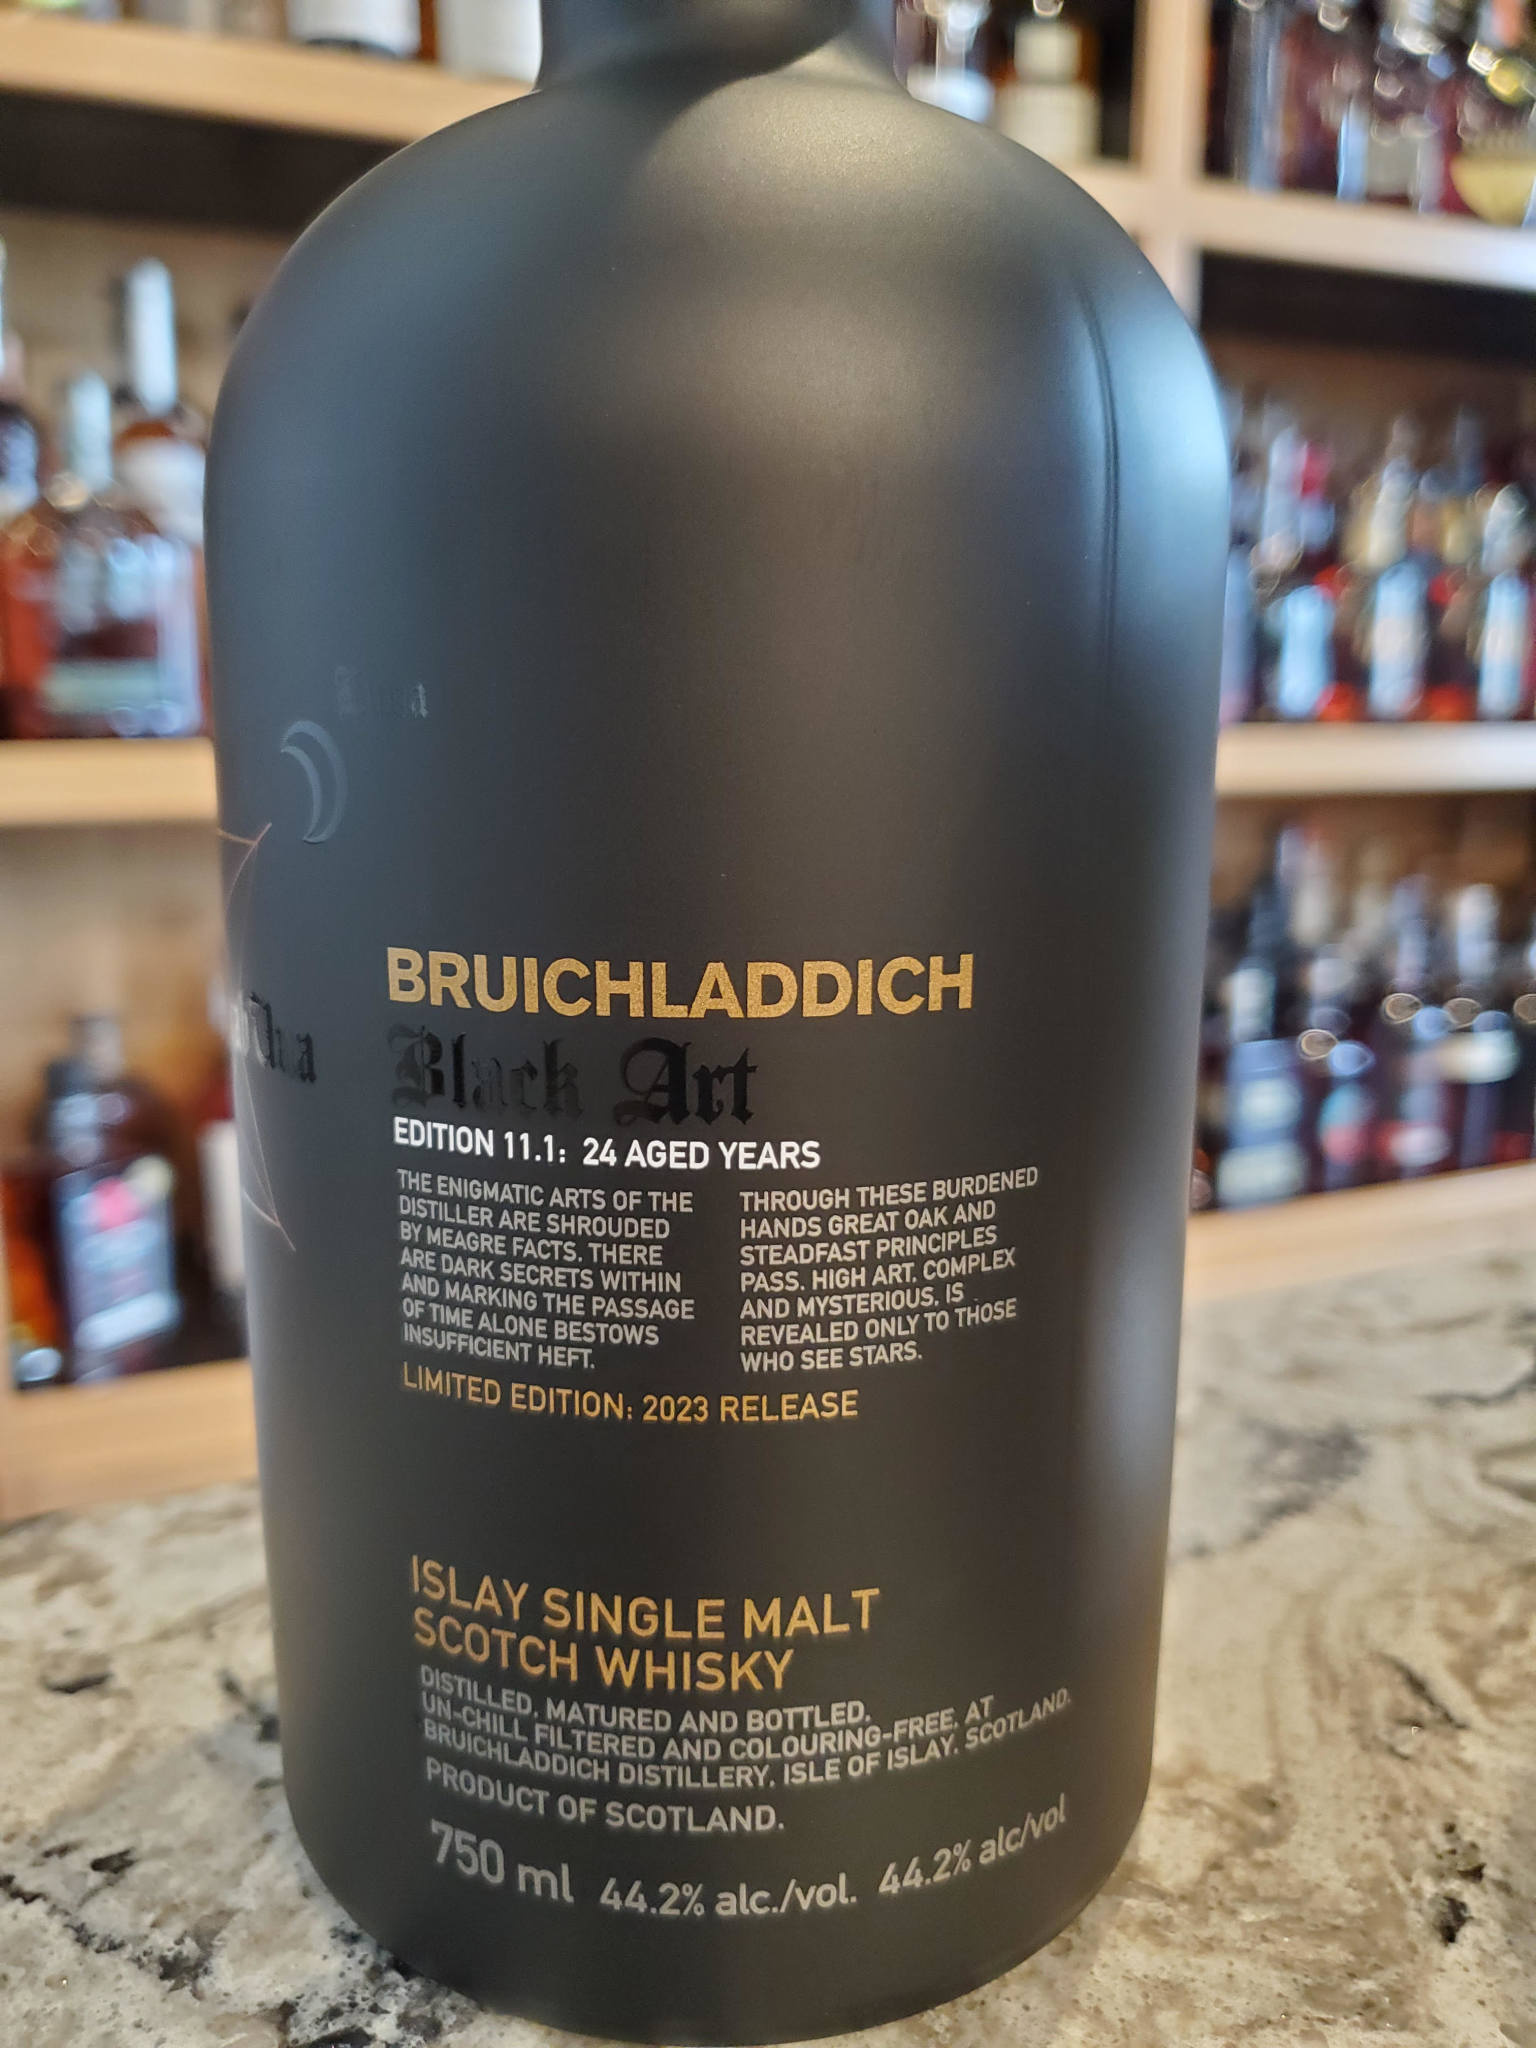 Luna
BRUICHLADDICH
Black Art
EDITION 11.1: 24 AGED YEARS
THE ENIGMATIC ARTS OF THE
DISTILLER ARE SHROUDED
BY MEAGRE FACTS. THERE
ARE DARK SECRETS WITHIN
AND MARKING THE PASSAGE
OF TIME ALONE BESTOWS
INSUFFICIENT HEFT.
THROUGH THESE BURDENED
HANDS GREAT OAK AND
STEADFAST PRINCIPLES
PASS. HIGH ART, COMPLEX
AND MYSTERIOUS, IS
REVEALED ONLY TO THOSE
WHO SEE STARS.
LIMITED EDITION: 2023 RELEASE
ISLAY SINGLE MALT
SCOTCH WHISKY
DISTILLED, MATURED AND BOTTLED,
UN-CHILL FILTERED AND COLOURING-FREE, AT
BRUICHLADDICH DISTILLERY, ISLE OF ISLAY, SCOTLAND.
PRODUCT OF SCOTLAND.
750 ml 44.2% alc./vol. 44.2% alc/vol